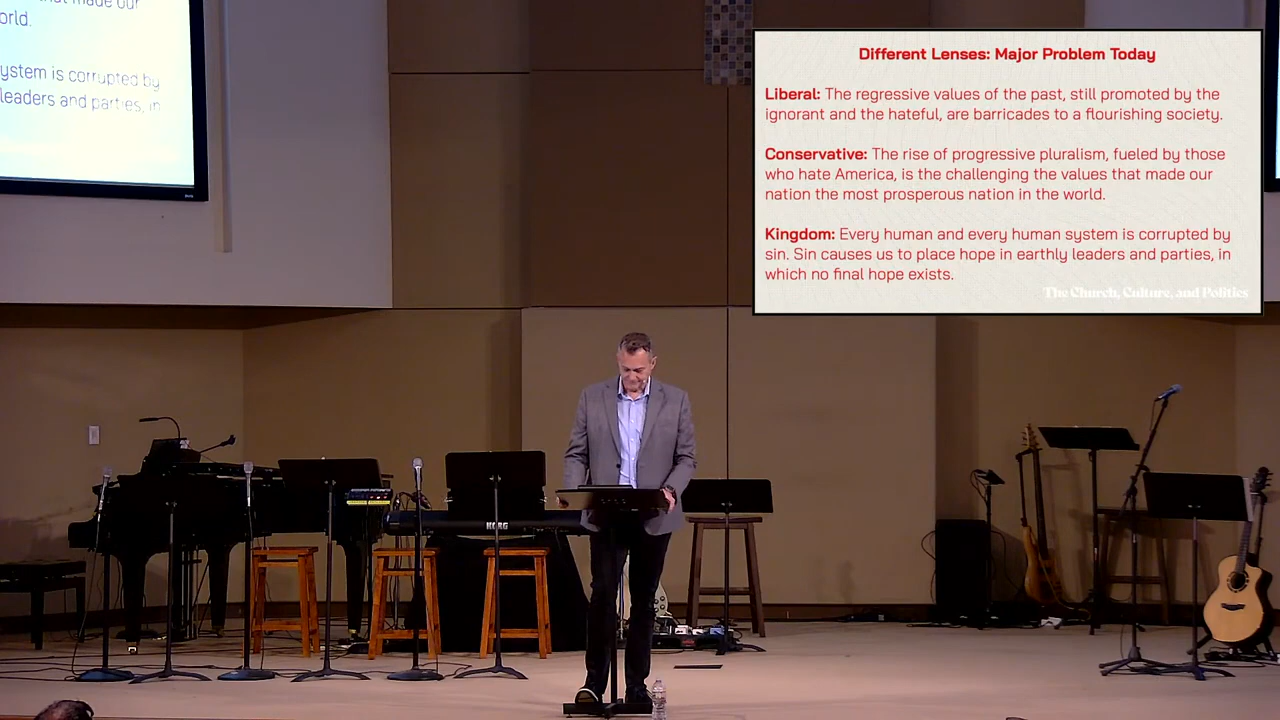 that made our
orld.
ystem is corrupted by
leaders and parties, in
Different Lenses: Major Problem Today
Liberal: The regressive values of the past, still promoted by the
ignorant and the hateful, are barricades to a flourishing society.
Conservative: The rise of progressive pluralism, fueled by those
who hate America, is the challenging the values that made our
nation the most prosperous nation in the world.
Kingdom: Every human and every human system is corrupted by
sin. Sin causes us to place hope in earthly leaders and parties, in
which no final hope exists.
The Church, Culture, and Politics
KORG